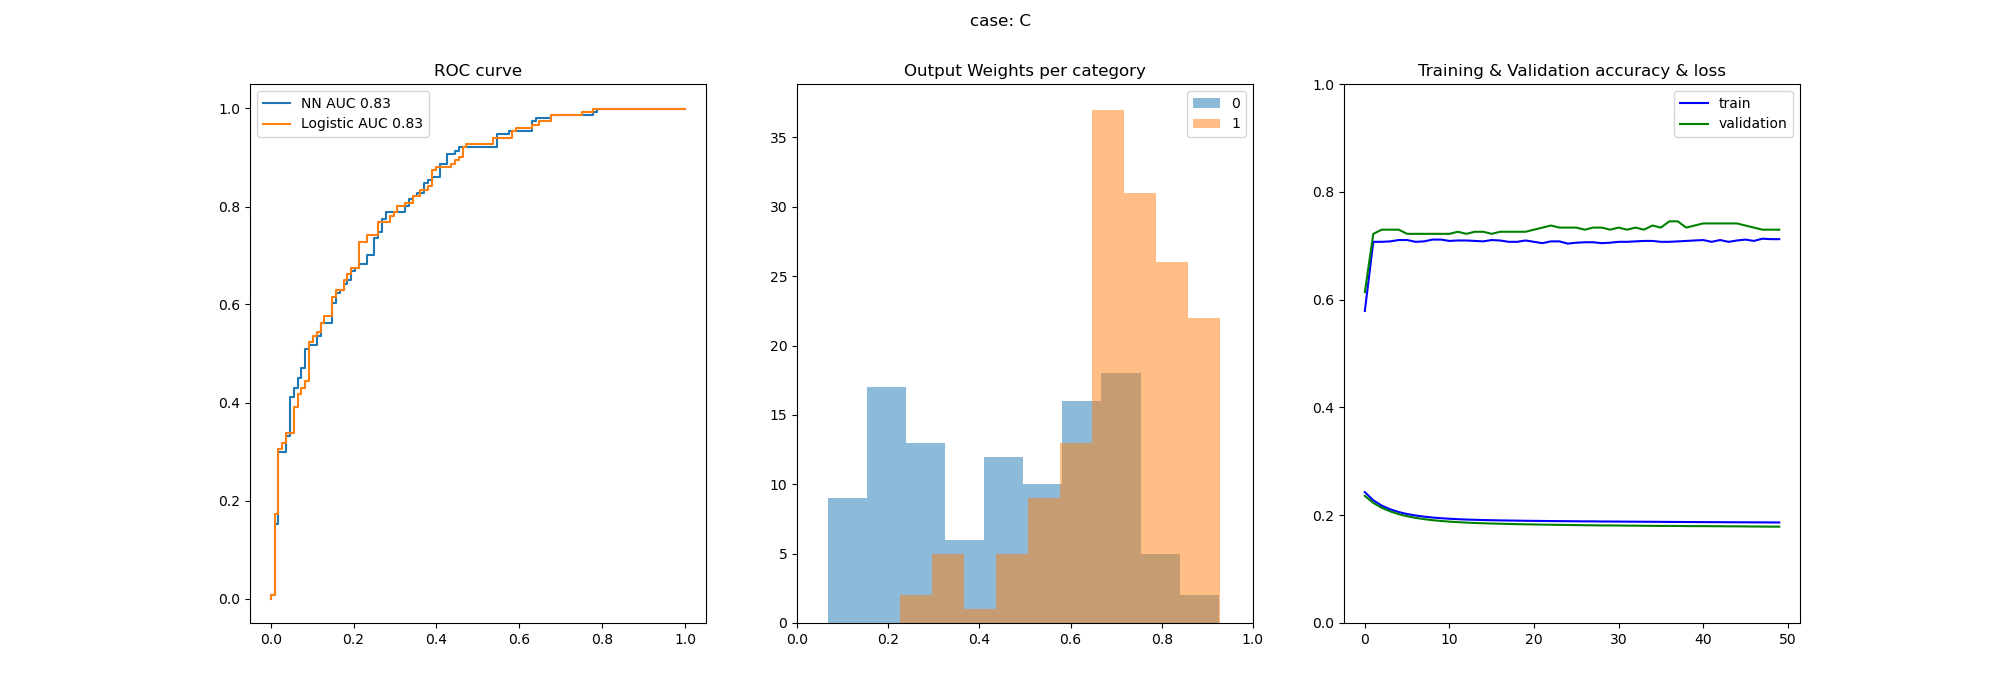 case: C
ROC curve
NN AUC 0.83
Logistic AUC 0.83
1.0
0.8
0.6
0.4
0.2
0.0
0.0 0.2 0.4 0.6 0.8 1.0
Output Weights per category
0
1
35
30
25
20
15
10
5
0
0.0 0.2 0.4 0.6 0.8 1.0
Training & Validation accuracy & loss
train
validation
1.0
0.8
0.6
0.4
0.2
0.0
0 10 20 30 40 50